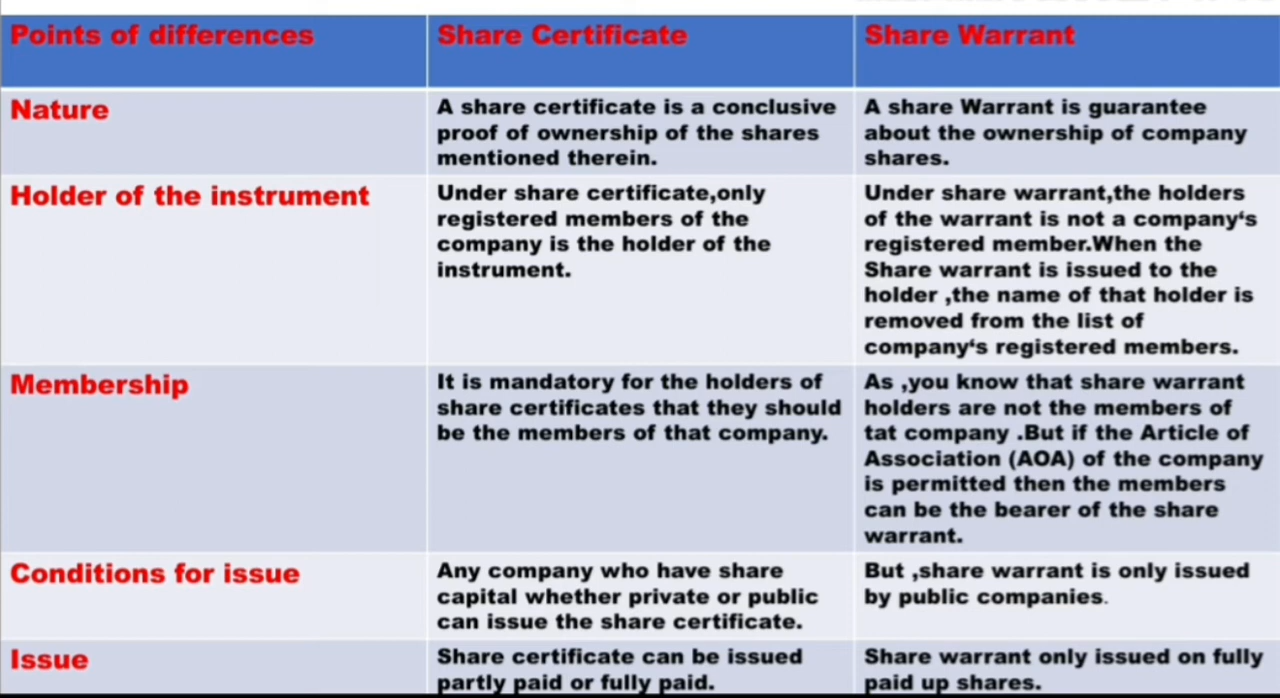 Points of differences
Share Certificate
Share Warrant
Nature
A share certificate is a conclusive
proof of ownership of the shares
mentioned therein.
A share Warrant is guarantee
about the ownership of company
shares.
Holder of the instrument
Under share certificate,only
registered members of the
company is the holder of the
instrument.
Under share warrant,the holders
of the warrant is not a company‘s
registered member.When the
Share warrant is issued to the
holder ,the name of that holder is
removed from the list of
company‘s registered members.
Membership
It is mandatory for the holders of
share certificates that they should
be the members of that company.
As ,you know that share warrant
holders are not the members of
tat company .But if the Article of
Association (AOA) of the company
is permitted then the members
can be the bearer of the share
warrant.
Conditions for issue
Any company who have share
capital whether private or public
can issue the share certificate.
But ,share warrant is only issued
by public companies.
Issue
Share certificate can be issued
partly paid or fully paid.
Share warrant only issued on fully
paid up shares.